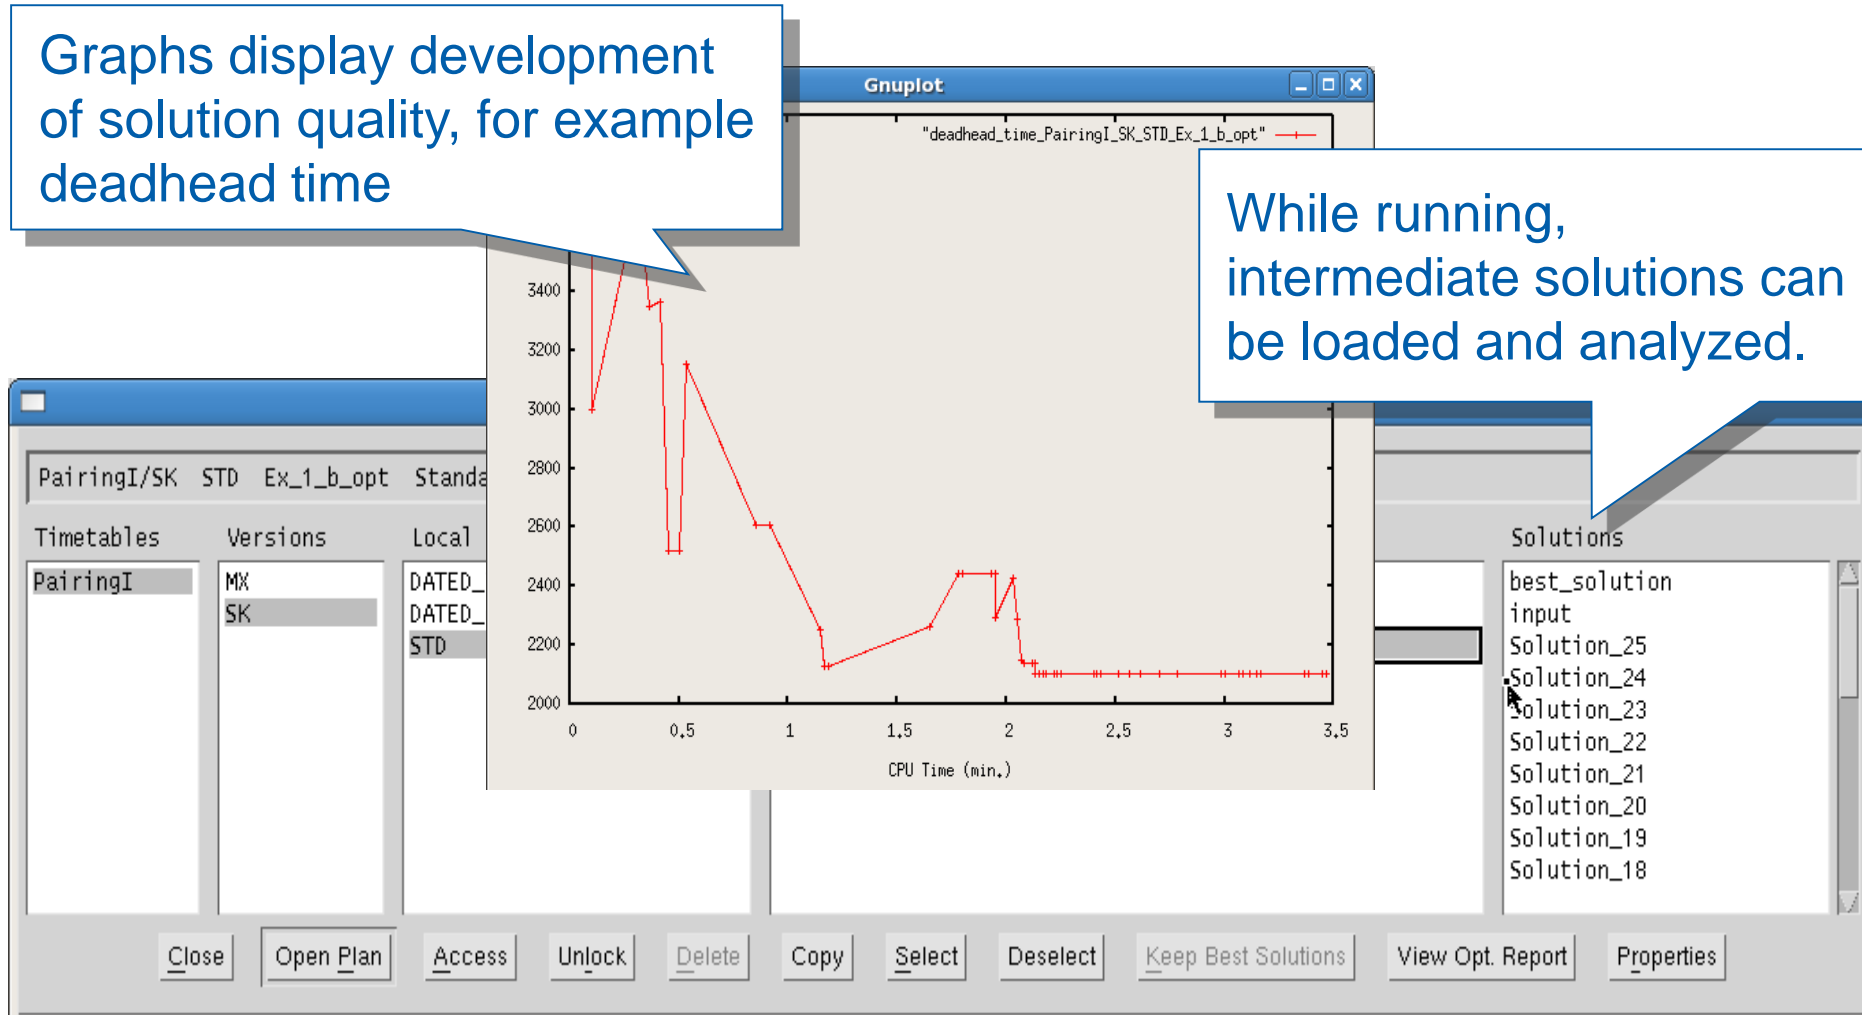 Graphs display development
of solution quality, for example
deadhead time
Gnuplot
"deadhead_time_PairingI_SK_STD_Ex_1_b_opt"
While running,
intermediate solutions can
be loaded and analyzed.
3400
3200
3000
2800
2600
2400
2200
2000
0 0.5 1 1.5 2 2.5 3 3.5
CPU Time (min.)
PairingI/SK STD Ex_1_b_opt Standa
Timetables Versions Local Solutions
PairingI
MX
SK
DATED_
DATED_
STD
best_solution
input
Solution_25
Solution_24
Solution_23
Solution_22
Solution_21
Solution_20
Solution_19
Solution_18
Close Open Plan Access Unlock Delete Copy Select Deselect Keep Best Solutions View Opt. Report Properties